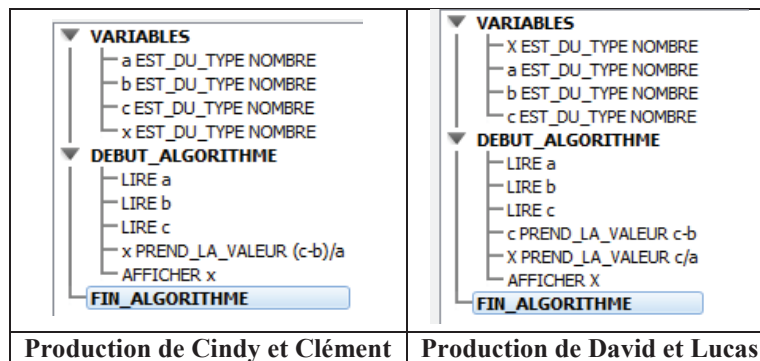 VARIABLES
a EST_DU_TYPE NOMBRE
b EST_DU_TYPE NOMBRE
c EST_DU_TYPE NOMBRE
x EST_DU_TYPE NOMBRE
DEBUT_ALGORITHME
LIRE a
LIRE b
LIRE c
x PREND_LA_VALEUR (c-b)/a
AFFICHER x
FIN_ALGORITHME
Production de Cindy et Clément
VARIABLES
X EST_DU_TYPE NOMBRE
a EST_DU_TYPE NOMBRE
b EST_DU_TYPE NOMBRE
c EST_DU_TYPE NOMBRE
DEBUT_ALGORITHME
LIRE a
LIRE b
LIRE c
c PREND_LA_VALEUR c-b
X PREND_LA_VALEUR c/a
AFFICHER X
FIN_ALGORITHME
Production de David et Lucas